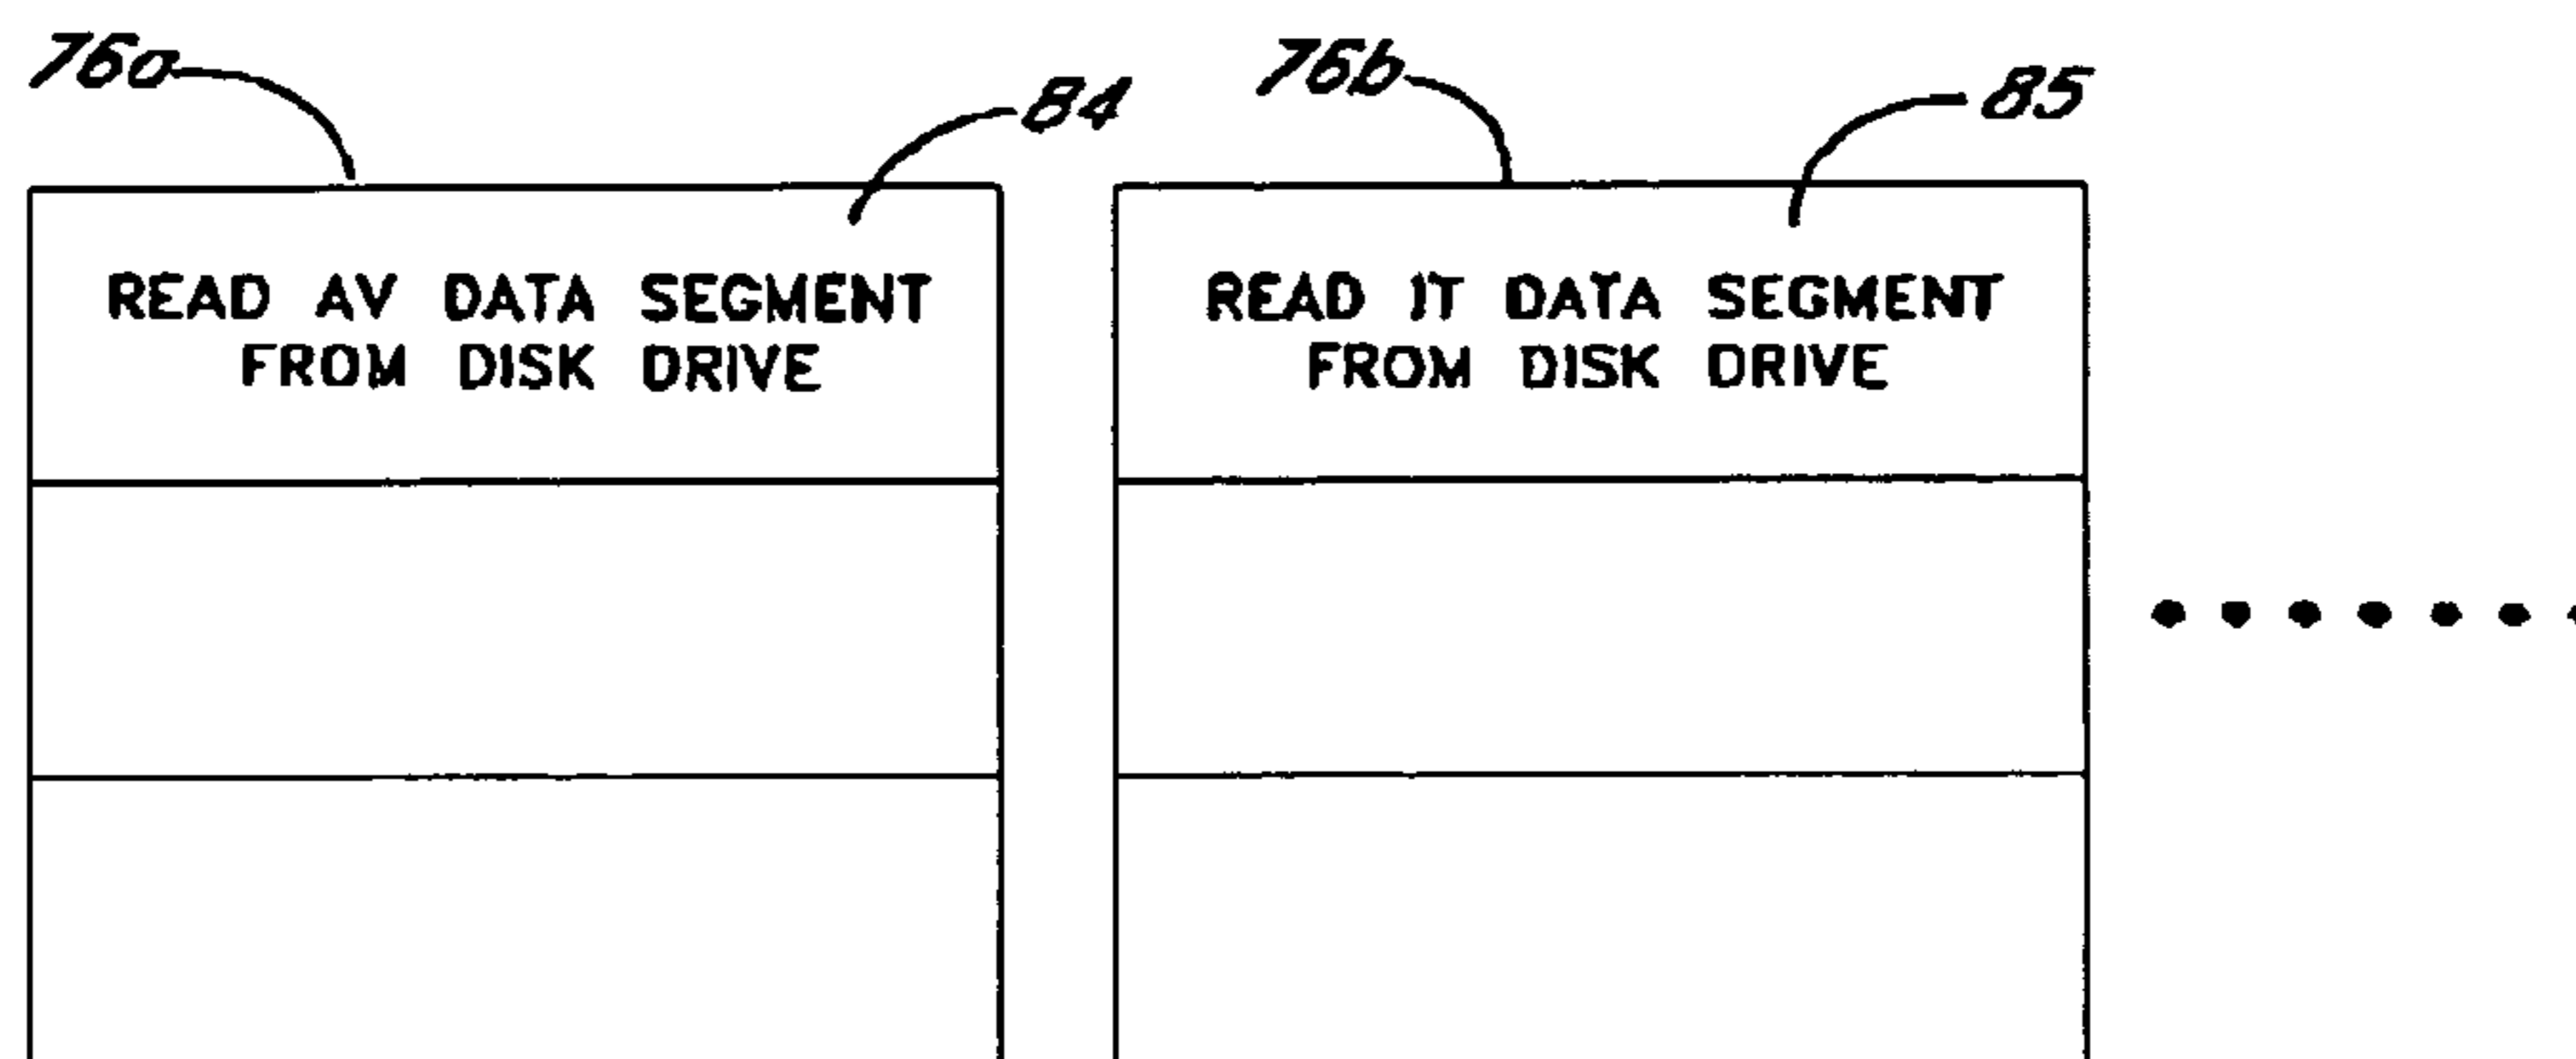 76a
84
76b
85
READ AV DATA SEGMENT
FROM DISK DRIVE
READ IT DATA SEGMENT
FROM DISK DRIVE